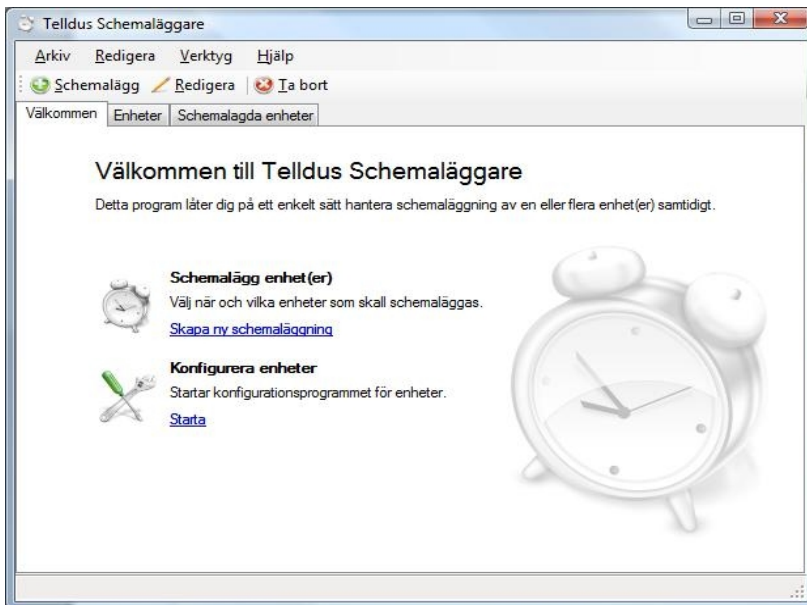 Telldus Schemaläggare
Arkiv Redigera Verktyg Hjälp
Schemalägg Redigera Ta bort
Välkommen Enheter Schemalagda enheter
Välkommen till Telldus Schemaläggare
Detta program låter dig på ett enkelt sätt hantera schemaläggning av en eller flera enhet(er) samtidigt.
Schemalägg enhet(er)
Välj när och vilka enheter som skall schemaläggas.
Skapa ny schemaläggning
Konfigurera enheter
Startar konfigurationsprogrammet för enheter.
Starta